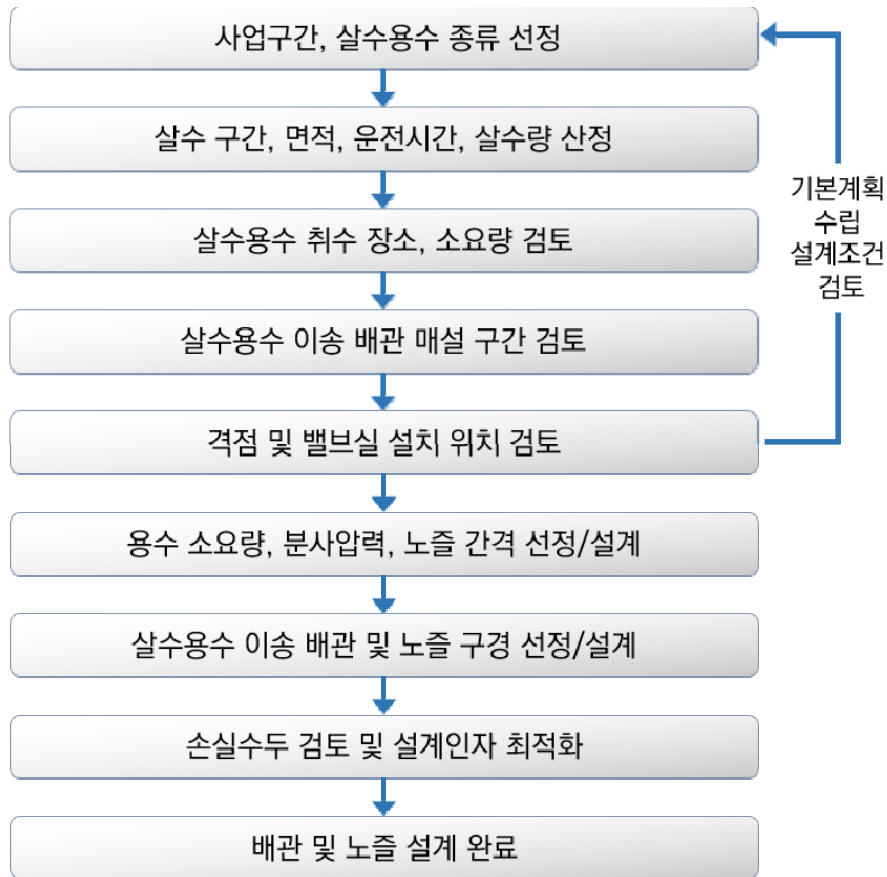 사업구간, 살수용수 종류 선정
살수 구간, 면적, 운전시간, 살수량 산정
살수용수 취수 장소, 소요량 검토
살수용수 이송 배관 매설 구간 검토
격점 및 밸브실 설치 위치 검토
기본계획
수립
설계조건
검토
용수 소요량, 분사압력, 노즐 간격 선정/설계
살수용수 이송 배관 및 노즐 구경 선정/설계
손실수두 검토 및 설계인자 최적화
배관 및 노즐 설계 완료